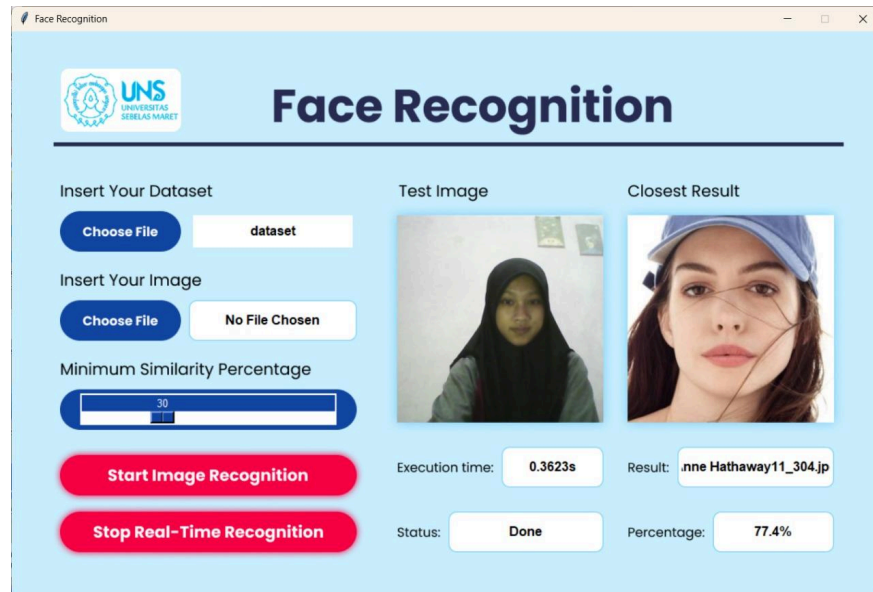 Face Recognition
UNS
UNIVERSITAS
SEBELAS MARET
Face Recognition
Insert Your Dataset
Choose File
dataset
Insert Your Image
Choose File
No File Chosen
Minimum Similarity Percentage
30
Start Image Recognition
Stop Real-Time Recognition
Test Image
Closest Result
Execution time:
0.3623s
Result:
nne Hathaway11_304.jp
Status:
Done
Percentage:
77.4%